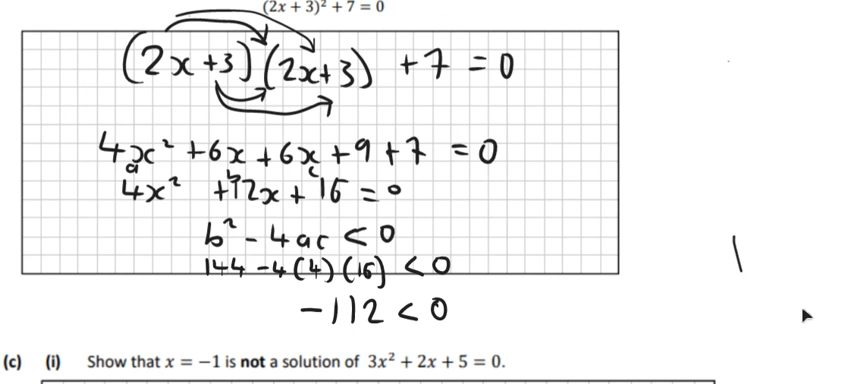 (2x + 3)² + 7 = 0
(2x + 3)(2x + 3) + 7 = 0
4x² + 6x + 6x + 9 + 7 = 0
a b c
4x² + 12x + 16 = 0
b² - 4ac < 0
144 - 4(4)(16) < 0
-112 < 0
(c) (i) Show that x = −1 is not a solution of 3x² + 2x + 5 = 0.